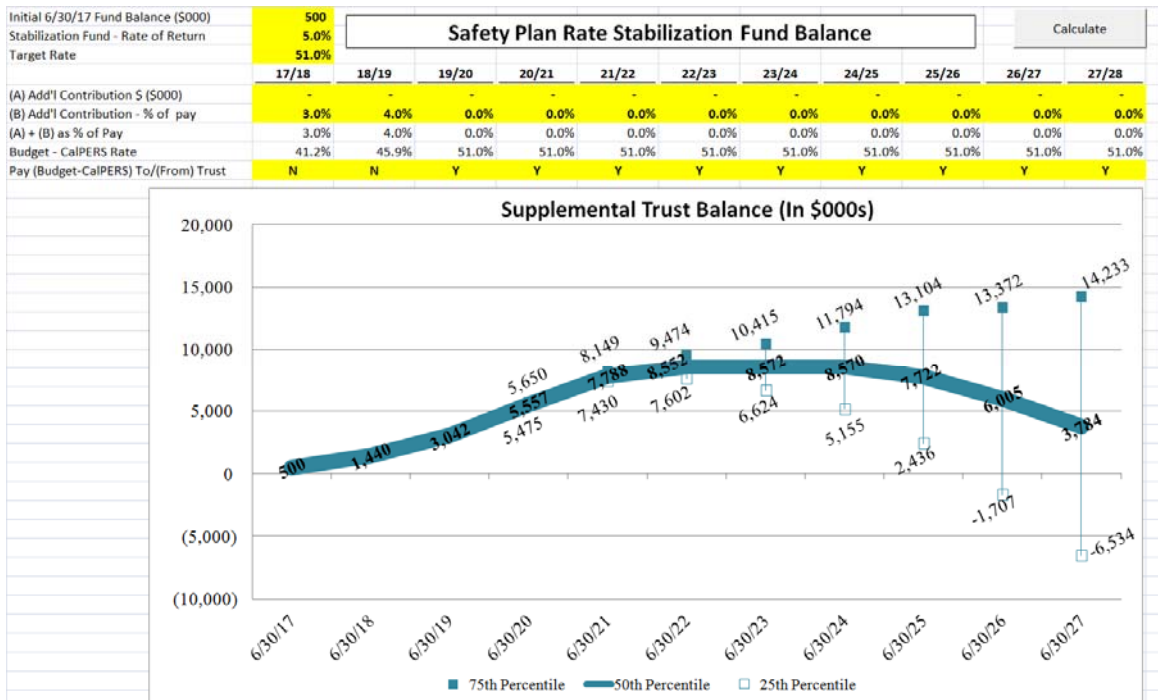 Initial 6/30/17 Fund Balance ($000) 500
Stabilization Fund - Rate of Return 5.0%
Target Rate 51.0%
Safety Plan Rate Stabilization Fund Balance
Calculate
17/18 18/19 19/20 20/21 21/22 22/23 23/24 24/25 25/26 26/27 27/28
(A) Add'l Contribution $ ($000) - - - - - - - - - - -
(B) Add'l Contribution - % of pay 3.0% 4.0% 0.0% 0.0% 0.0% 0.0% 0.0% 0.0% 0.0% 0.0% 0.0%
(A) + (B) as % of Pay 3.0% 4.0% 0.0% 0.0% 0.0% 0.0% 0.0% 0.0% 0.0% 0.0% 0.0%
Budget - CalPERS Rate 41.2% 45.9% 51.0% 51.0% 51.0% 51.0% 51.0% 51.0% 51.0% 51.0% 51.0%
Pay (Budget-CalPERS) To/(From) Trust N N Y Y Y Y Y Y Y Y Y
Supplemental Trust Balance (In $000s)
20,000
15,000
10,000
5,000
0
(5,000)
(10,000)
5,650 8,149 9,474 10,415 11,794 13,104 13,372 14,233
500 1,440 3,042 5,557 7,788 8,552 8,572 8,570 7,722 6,005 3,784
5,475 7,430 7,602 6,624 5,155 2,436 -1,707 -6,534
6/30/17 6/30/18 6/30/19 6/30/20 6/30/21 6/30/22 6/30/23 6/30/24 6/30/25 6/30/26 6/30/27
75th Percentile 50th Percentile 25th Percentile